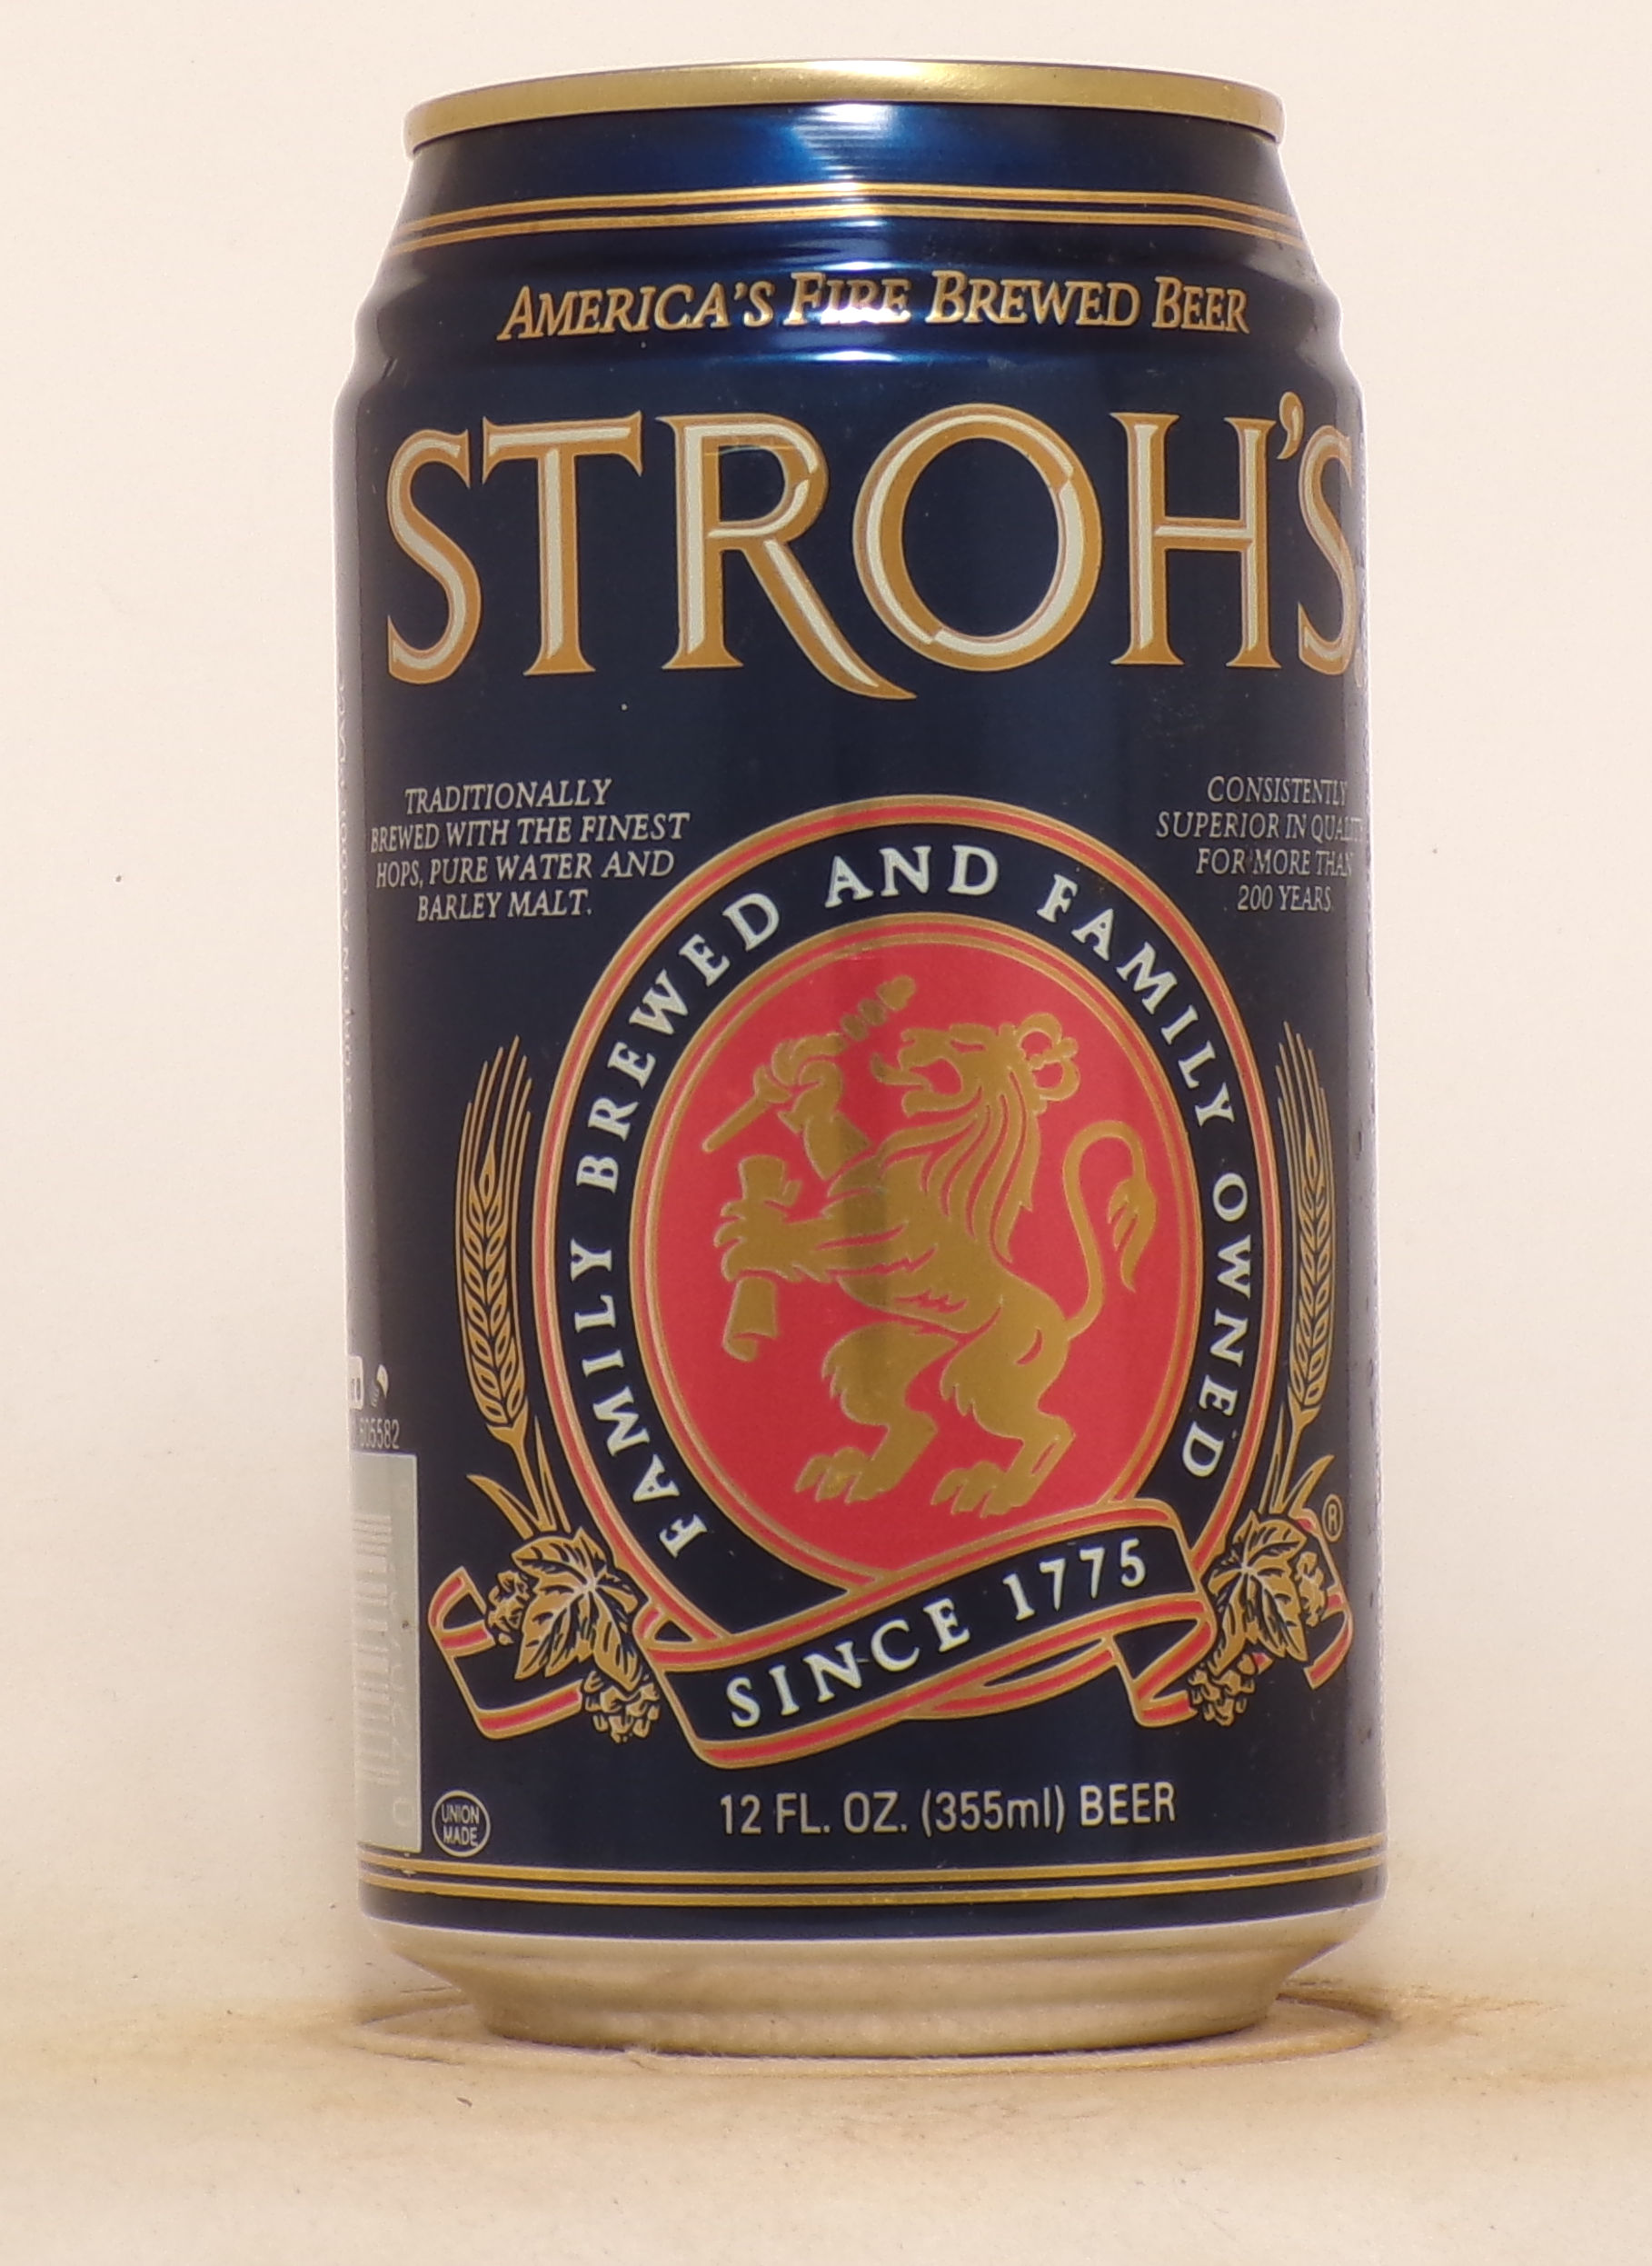 AMERICA'S FIRE BREWED BEER
STROH'S
TRADITIONALLY
BREWED WITH THE FINEST
HOPS, PURE WATER AND
BARLEY MALT.
CONSISTENTLY
SUPERIOR IN QUALITY
FOR MORE THAN
200 YEARS.
FAMILY BREWED AND FAMILY OWNED
SINCE 1775
®
12 FL. OZ. (355ml) BEER
UNION
MADE